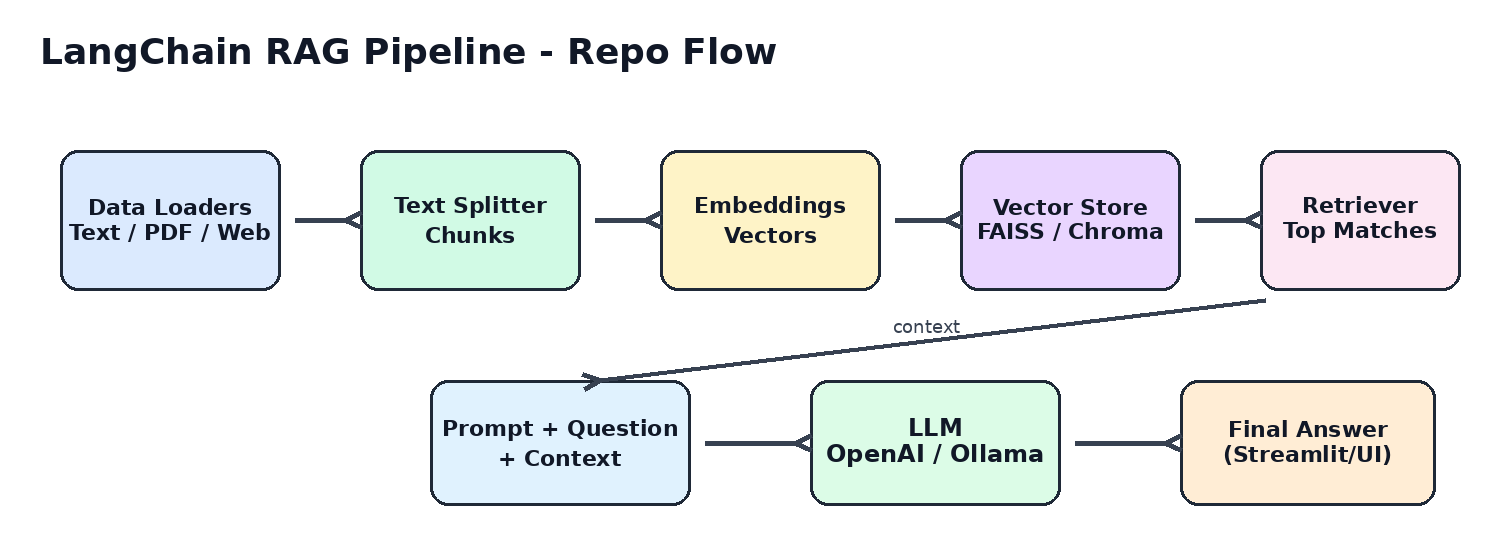 LangChain RAG Pipeline - Repo Flow
Data Loaders
Text / PDF / Web
Text Splitter
Chunks
Embeddings
Vectors
Vector Store
FAISS / Chroma
Retriever
Top Matches
context
Prompt + Question
+ Context
LLM
OpenAI / Ollama
Final Answer
(Streamlit/UI)